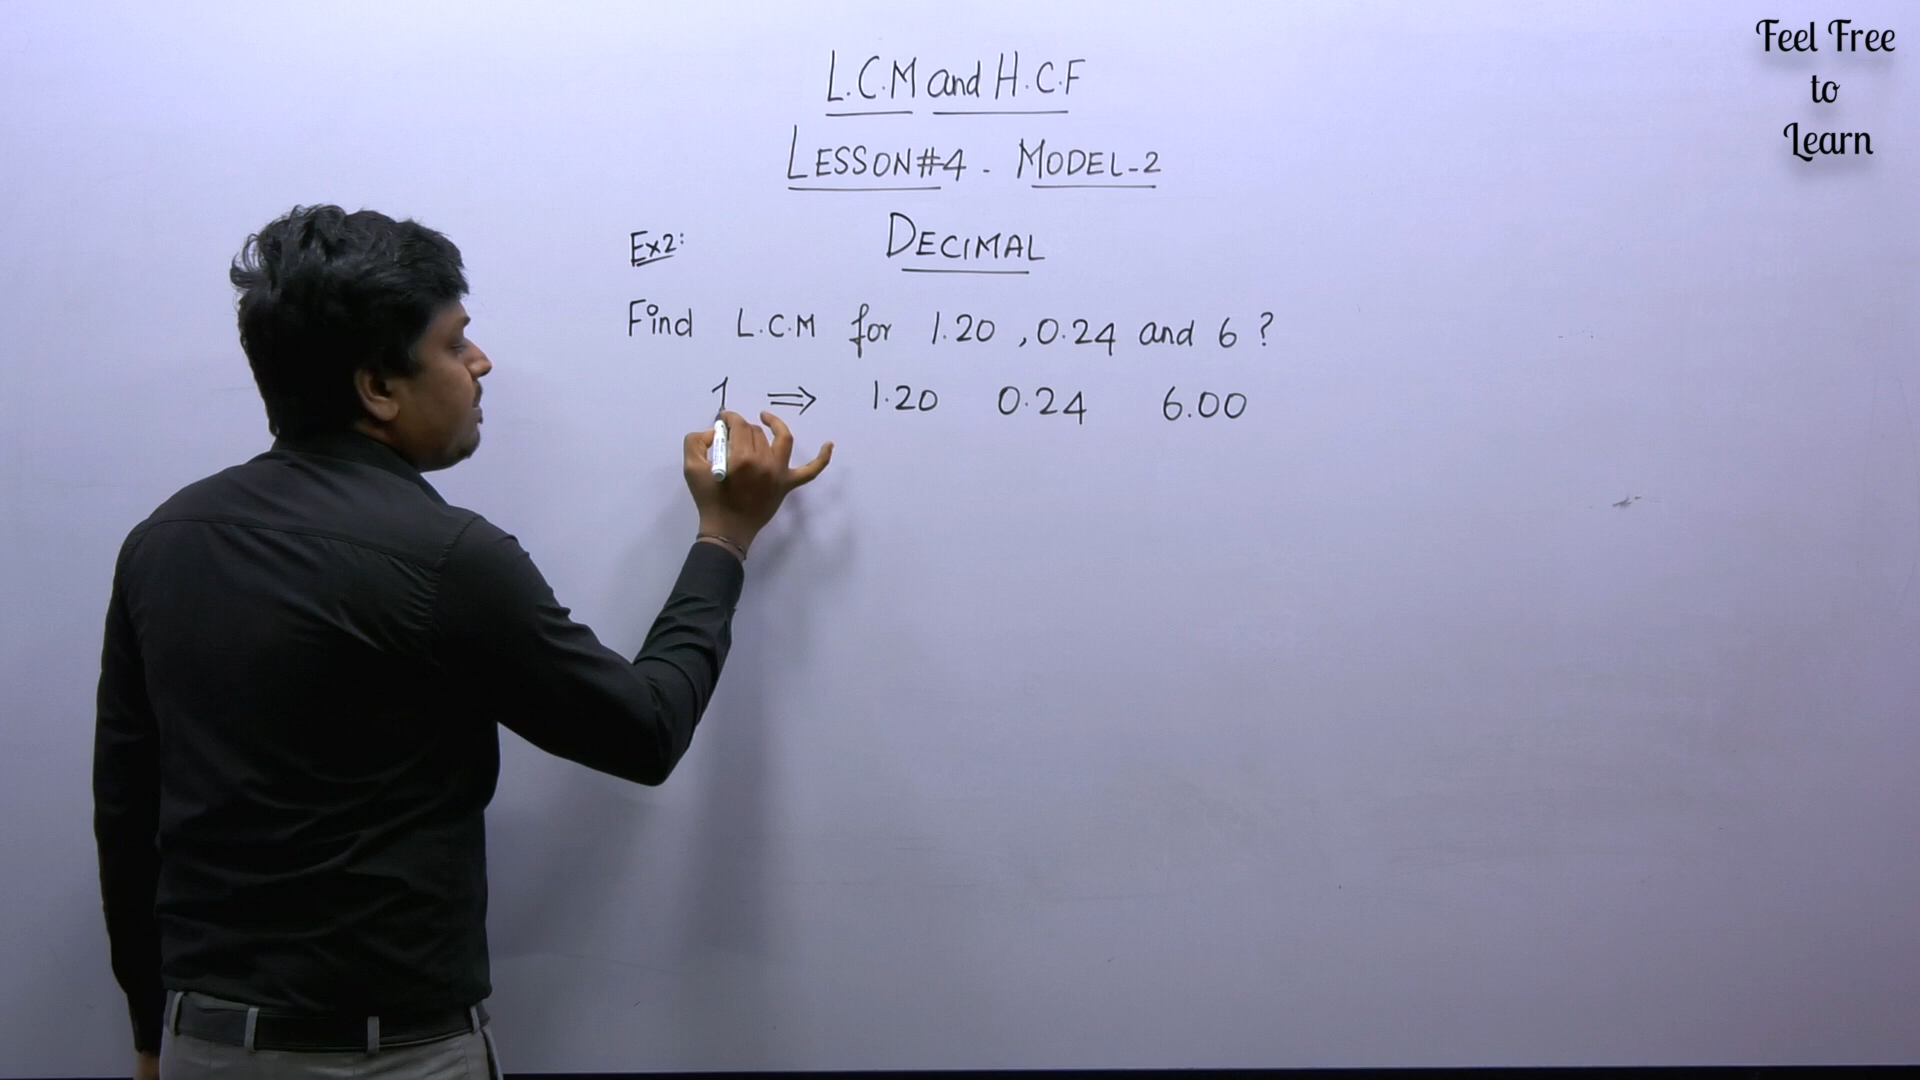 Feel Free
to
Learn
L.C.M and H.C.F
LESSON#4 - MODEL-2
DECIMAL
Ex2:
Find L.C.M for 1.20 , 0.24 and 6 ?
1 ⇒ 1.20 0.24 6.00